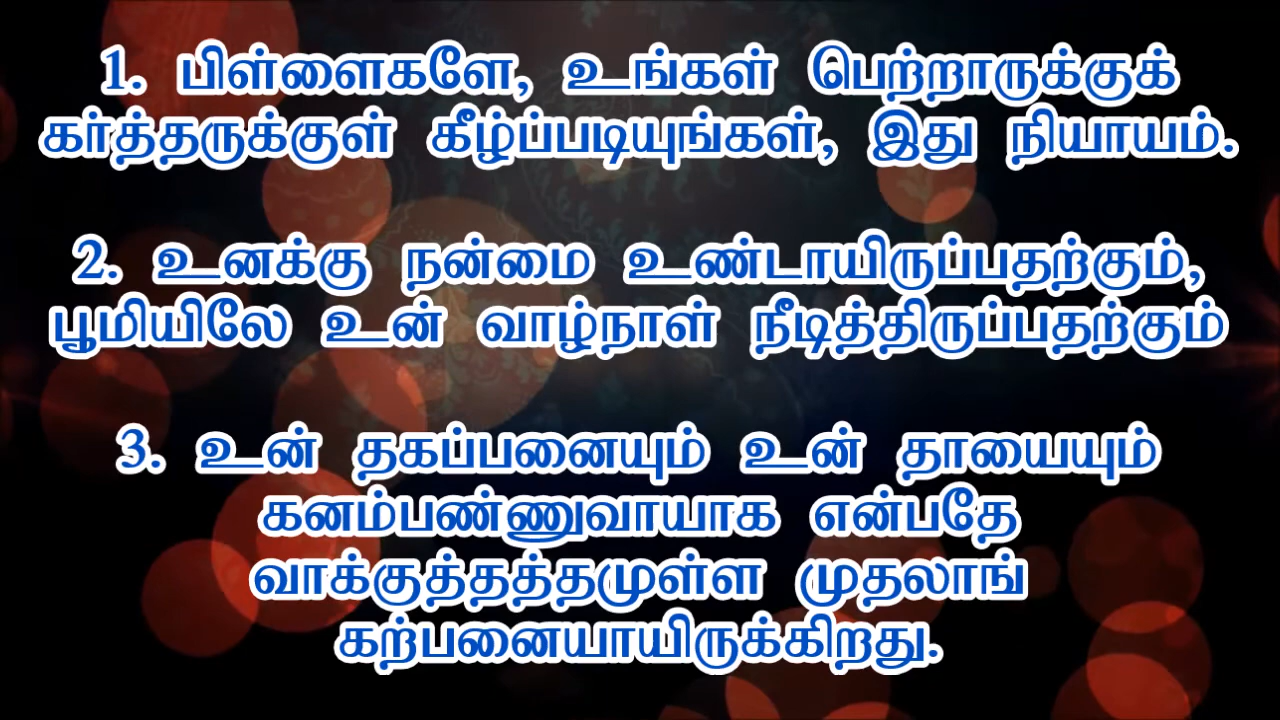 1. பிள்ளைகளே, உங்கள் பெற்றாருக்குக்
கர்த்தருக்குள் கீழ்ப்படியுங்கள், இது நியாயம்.
2. உனக்கு நன்மை உண்டாயிருப்பதற்கும்,
பூமியிலே உன் வாழ்நாள் நீடித்திருப்பதற்கும்
3. உன் தகப்பனையும் உன் தாயையும்
கனம்பண்ணுவாயாக என்பதே
வாக்குத்தத்தமுள்ள முதலாங்
கற்பனையாயிருக்கிறது.